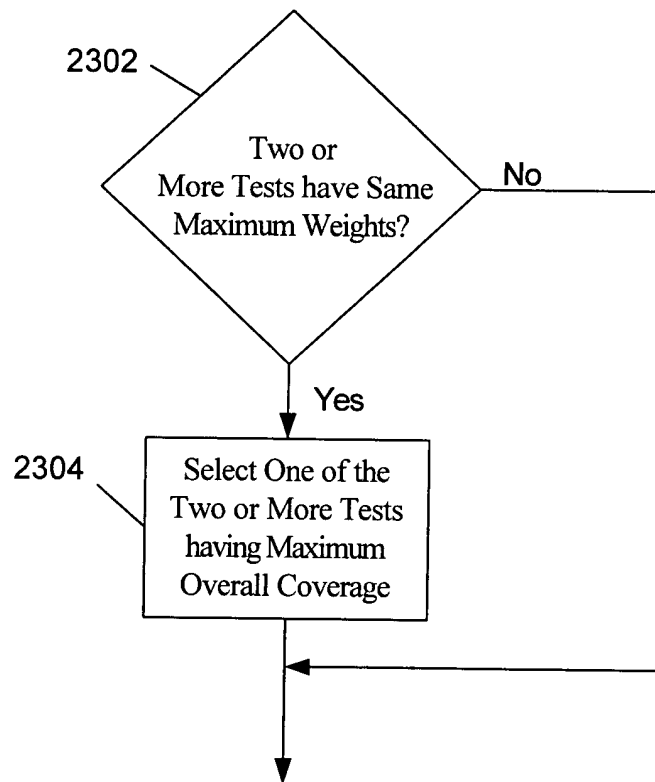 2302
Two or
More Tests have Same
Maximum Weights?
No
Yes
2304
Select One of the
Two or More Tests
having Maximum
Overall Coverage